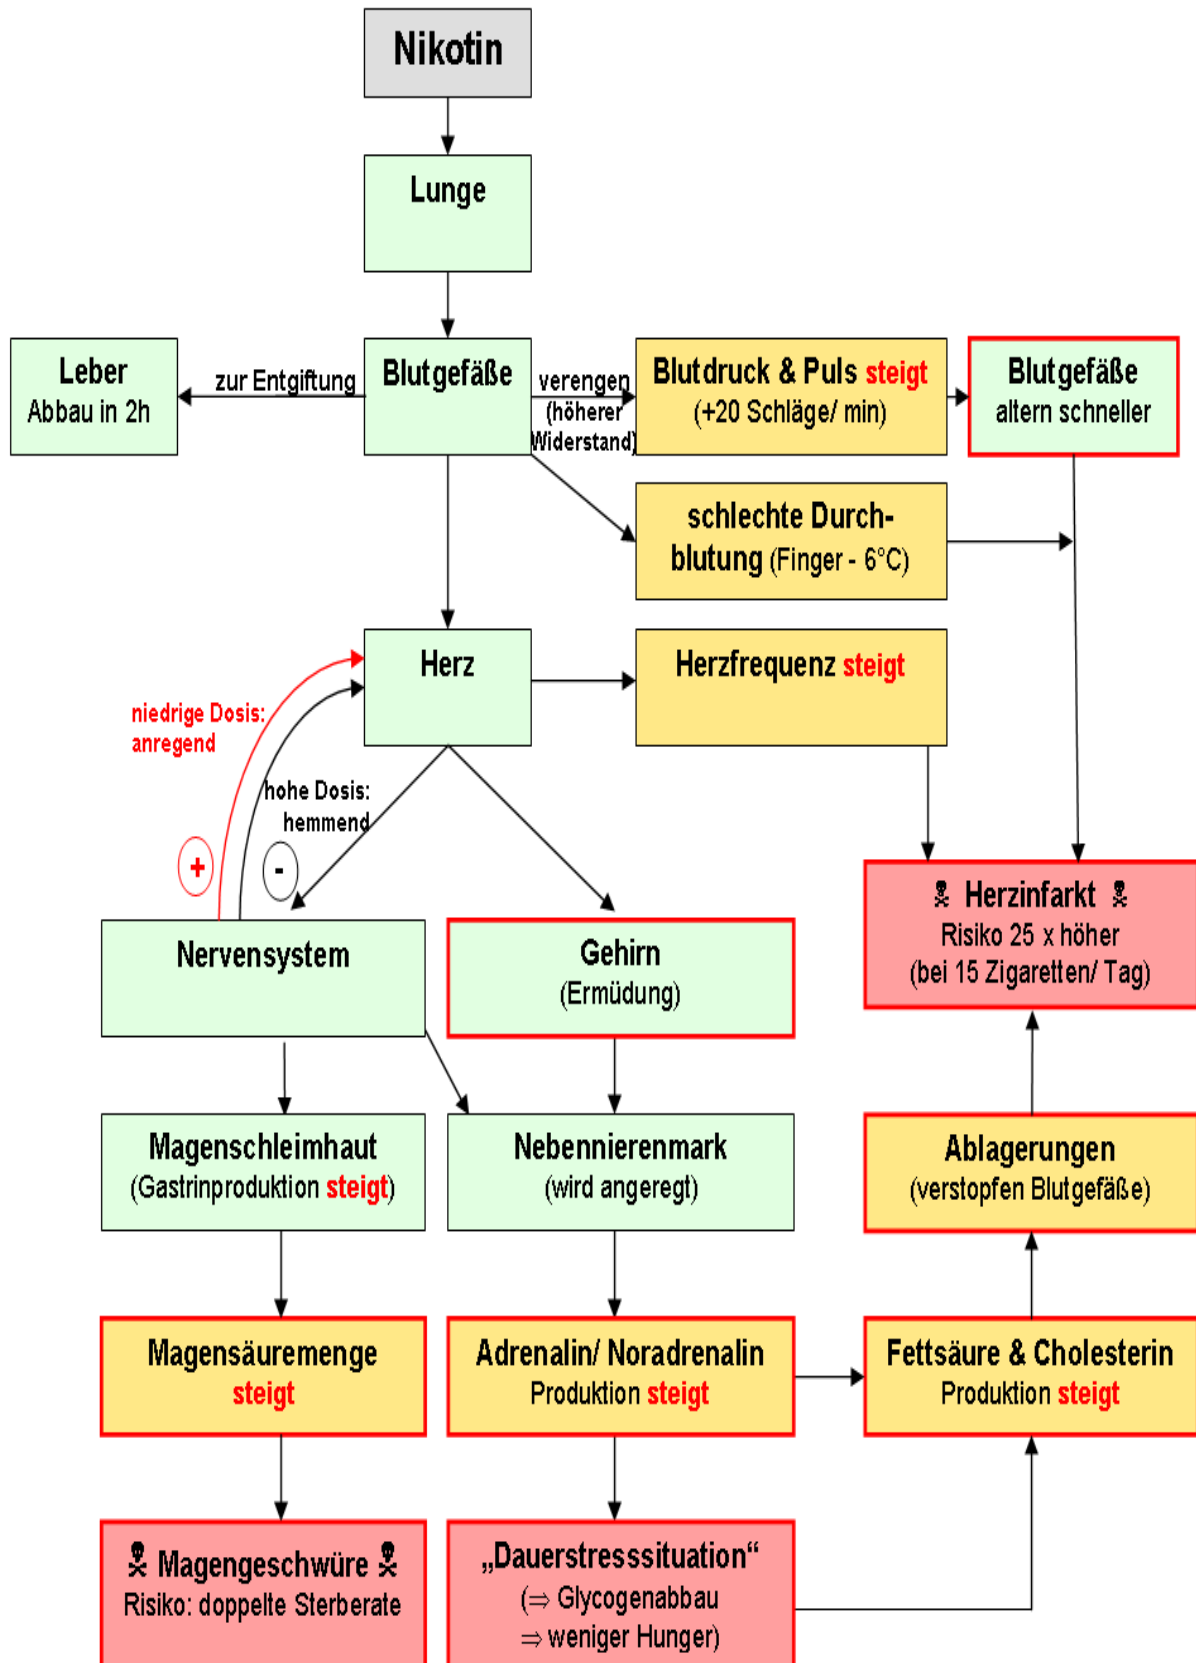 Nikotin
Lunge
Leber
Abbau in 2h
zur Entgiftung
Blutgefäße
verengen
(höherer
Widerstand)
Blutdruck & Puls steigt
(+20 Schläge/ min)
Blutgefäße
altern schneller
schlechte Durch-
blutung (Finger - 6°C)
Herz
Herzfrequenz steigt
niedrige Dosis:
anregend
hohe Dosis:
hemmend
+
-
☠ Herzinfarkt ☠
Risiko 25 x höher
(bei 15 Zigaretten/ Tag)
Nervensystem
Gehirn
(Ermüdung)
Magenschleimhaut
(Gastrinproduktion steigt)
Nebennierenmark
(wird angeregt)
Ablagerungen
(verstopfen Blutgefäße)
Magensäuremenge
steigt
Adrenalin/ Noradrenalin
Produktion steigt
Fettsäure & Cholesterin
Produktion steigt
☠ Magengeschwüre ☠
Risiko: doppelte Sterberate
„Dauerstresssituation“
(⇒ Glycogenabbau
⇒ weniger Hunger)